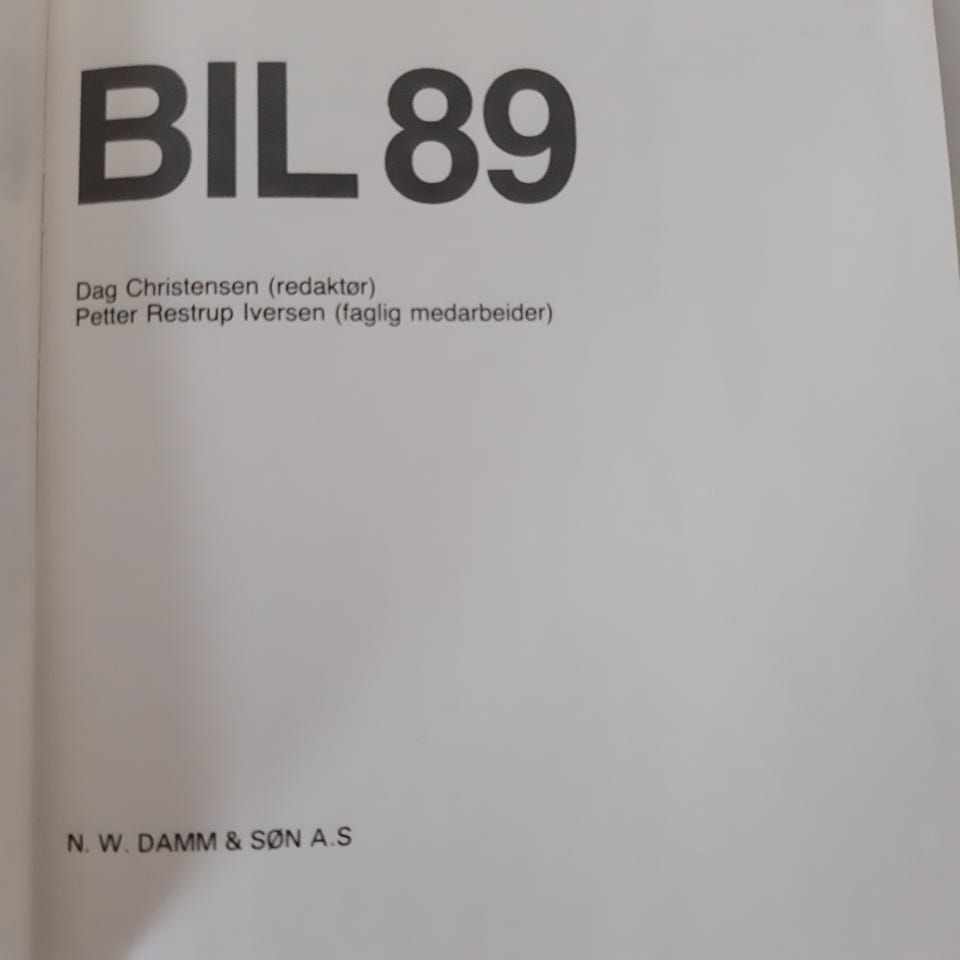 BIL 89
Dag Christensen (redaktør)
Petter Restrup Iversen (faglig medarbeider)
N. W. DAMM & SØN A.S